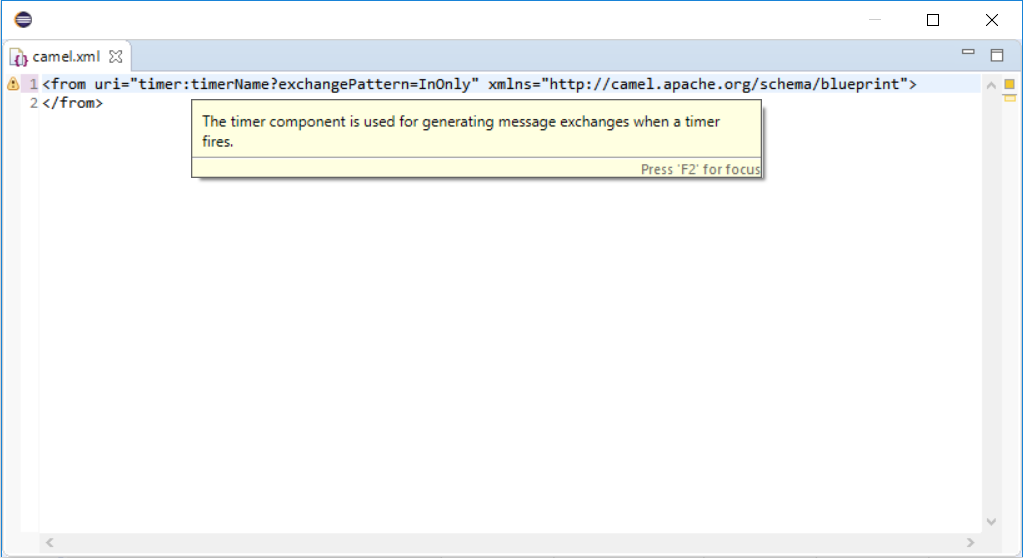 camel.xml
1 <from uri="timer:timerName?exchangePattern=InOnly" xmlns="http://camel.apache.org/schema/blueprint">
2 </from>
The timer component is used for generating message exchanges when a timer
fires.
Press 'F2' for focus